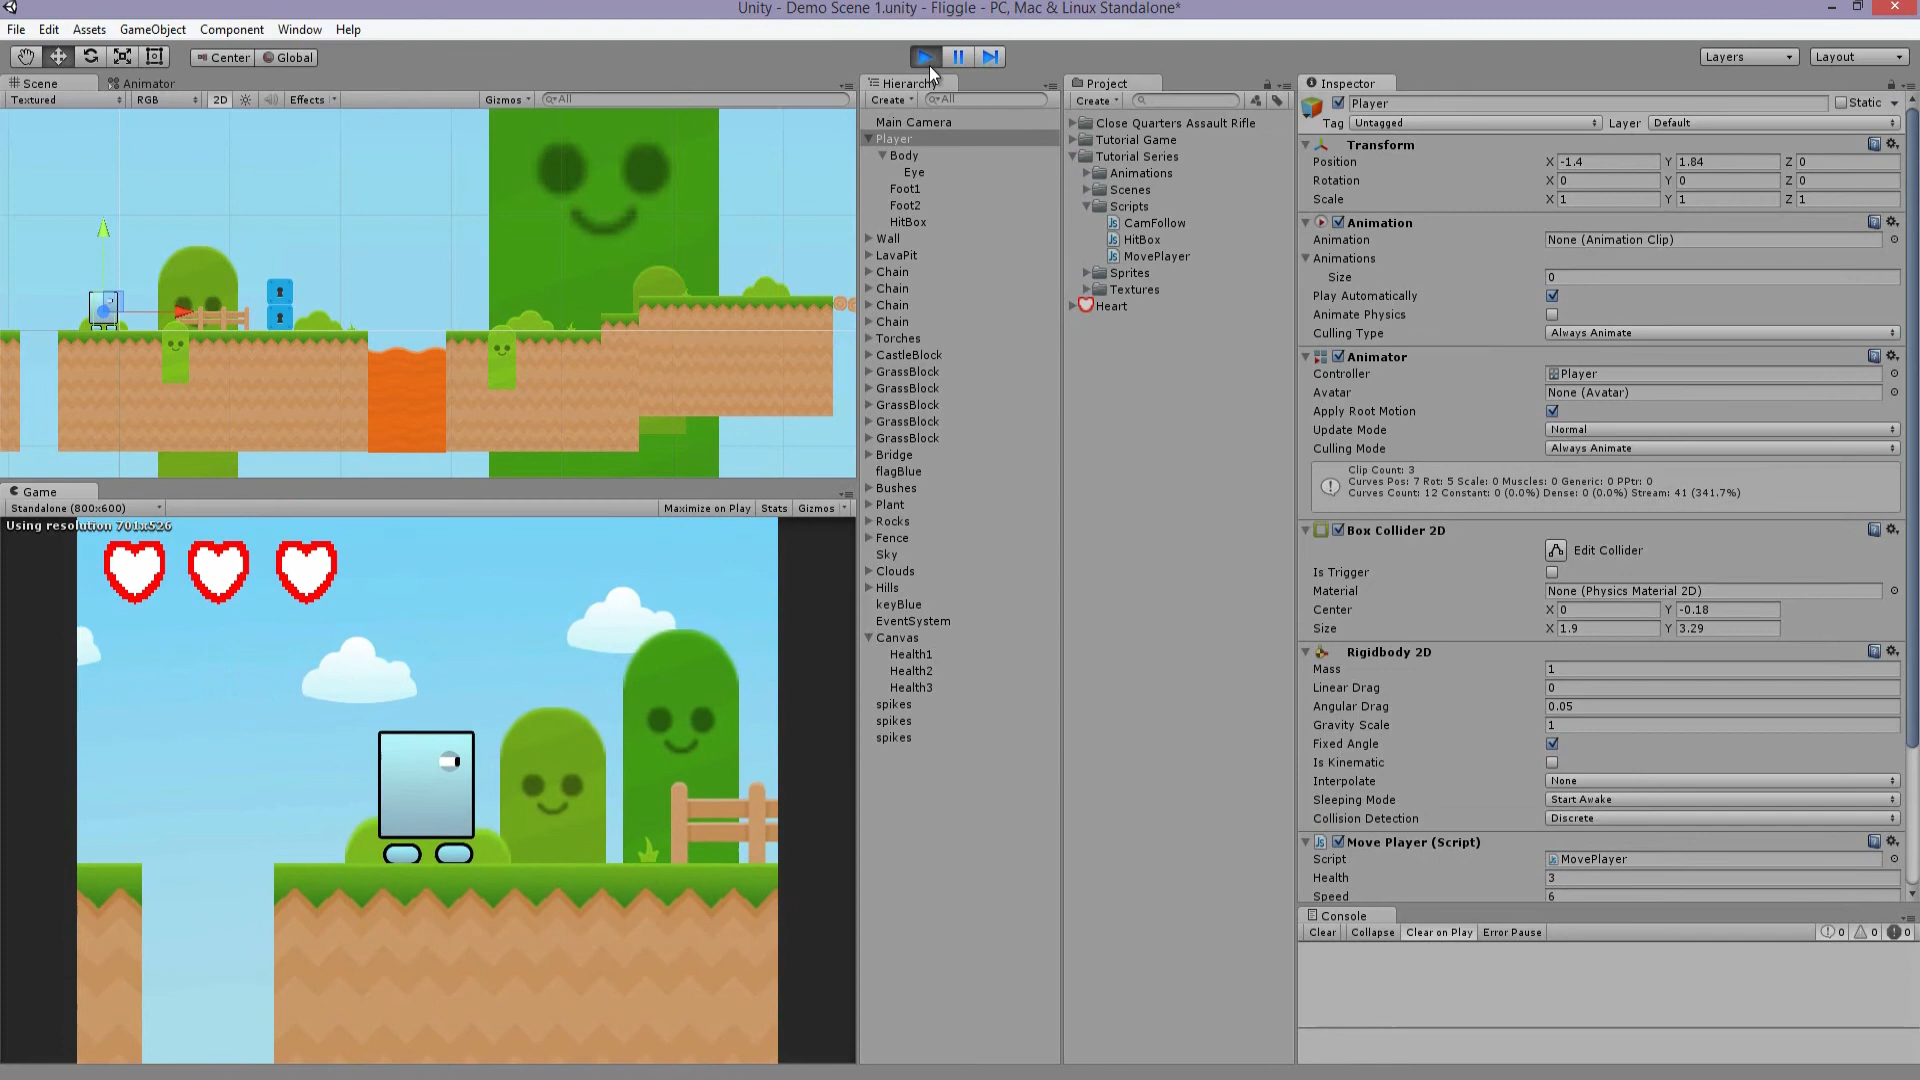 Unity - Demo Scene 1.unity - Fliggle - PC, Mac & Linux Standalone*
File Edit Assets GameObject Component Window Help
Center Global
Layers Layout
Scene Animator
Textured RGB 2D Effects Gizmos All
Game
Standalone (800x600) Maximize on Play Stats Gizmos
Using resolution 701x526
Hierarchy
Create All
Main Camera
Player
Body
Eye
Foot1
Foot2
HitBox
Wall
LavaPit
Chain
Chain
Chain
Chain
Torches
CastleBlock
GrassBlock
GrassBlock
GrassBlock
GrassBlock
GrassBlock
Bridge
flagBlue
Bushes
Plant
Rocks
Fence
Sky
Clouds
Hills
keyBlue
EventSystem
Canvas
Health1
Health2
Health3
spikes
spikes
spikes
Project
Create
Close Quarters Assault Rifle
Tutorial Game
Tutorial Series
Animations
Scenes
Scripts
CamFollow
HitBox
MovePlayer
Sprites
Textures
Heart
Inspector
Player Static
Tag Untagged Layer Default
Transform
Position X -1.4 Y 1.84 Z 0
Rotation X 0 Y 0 Z 0
Scale X 1 Y 1 Z 1
Animation
Animation None (Animation Clip)
Animations
Size 0
Play Automatically
Animate Physics
Culling Type Always Animate
Animator
Controller Player
Avatar None (Avatar)
Apply Root Motion
Update Mode Normal
Culling Mode Always Animate
Clip Count: 3
Curves Pos: 7 Rot: 5 Scale: 0 Muscles: 0 Generic: 0 PPtr: 0
Curves Count: 12 Constant: 0 (0.0%) Dense: 0 (0.0%) Stream: 41 (341.7%)
Box Collider 2D
Edit Collider
Is Trigger
Material None (Physics Material 2D)
Center X 0 Y -0.18
Size X 1.9 Y 3.29
Rigidbody 2D
Mass 1
Linear Drag 0
Angular Drag 0.05
Gravity Scale 1
Fixed Angle
Is Kinematic
Interpolate None
Sleeping Mode Start Awake
Collision Detection Discrete
Move Player (Script)
Script MovePlayer
Health 3
Speed 6
Console
Clear Collapse Clear on Play Error Pause 0 0 0